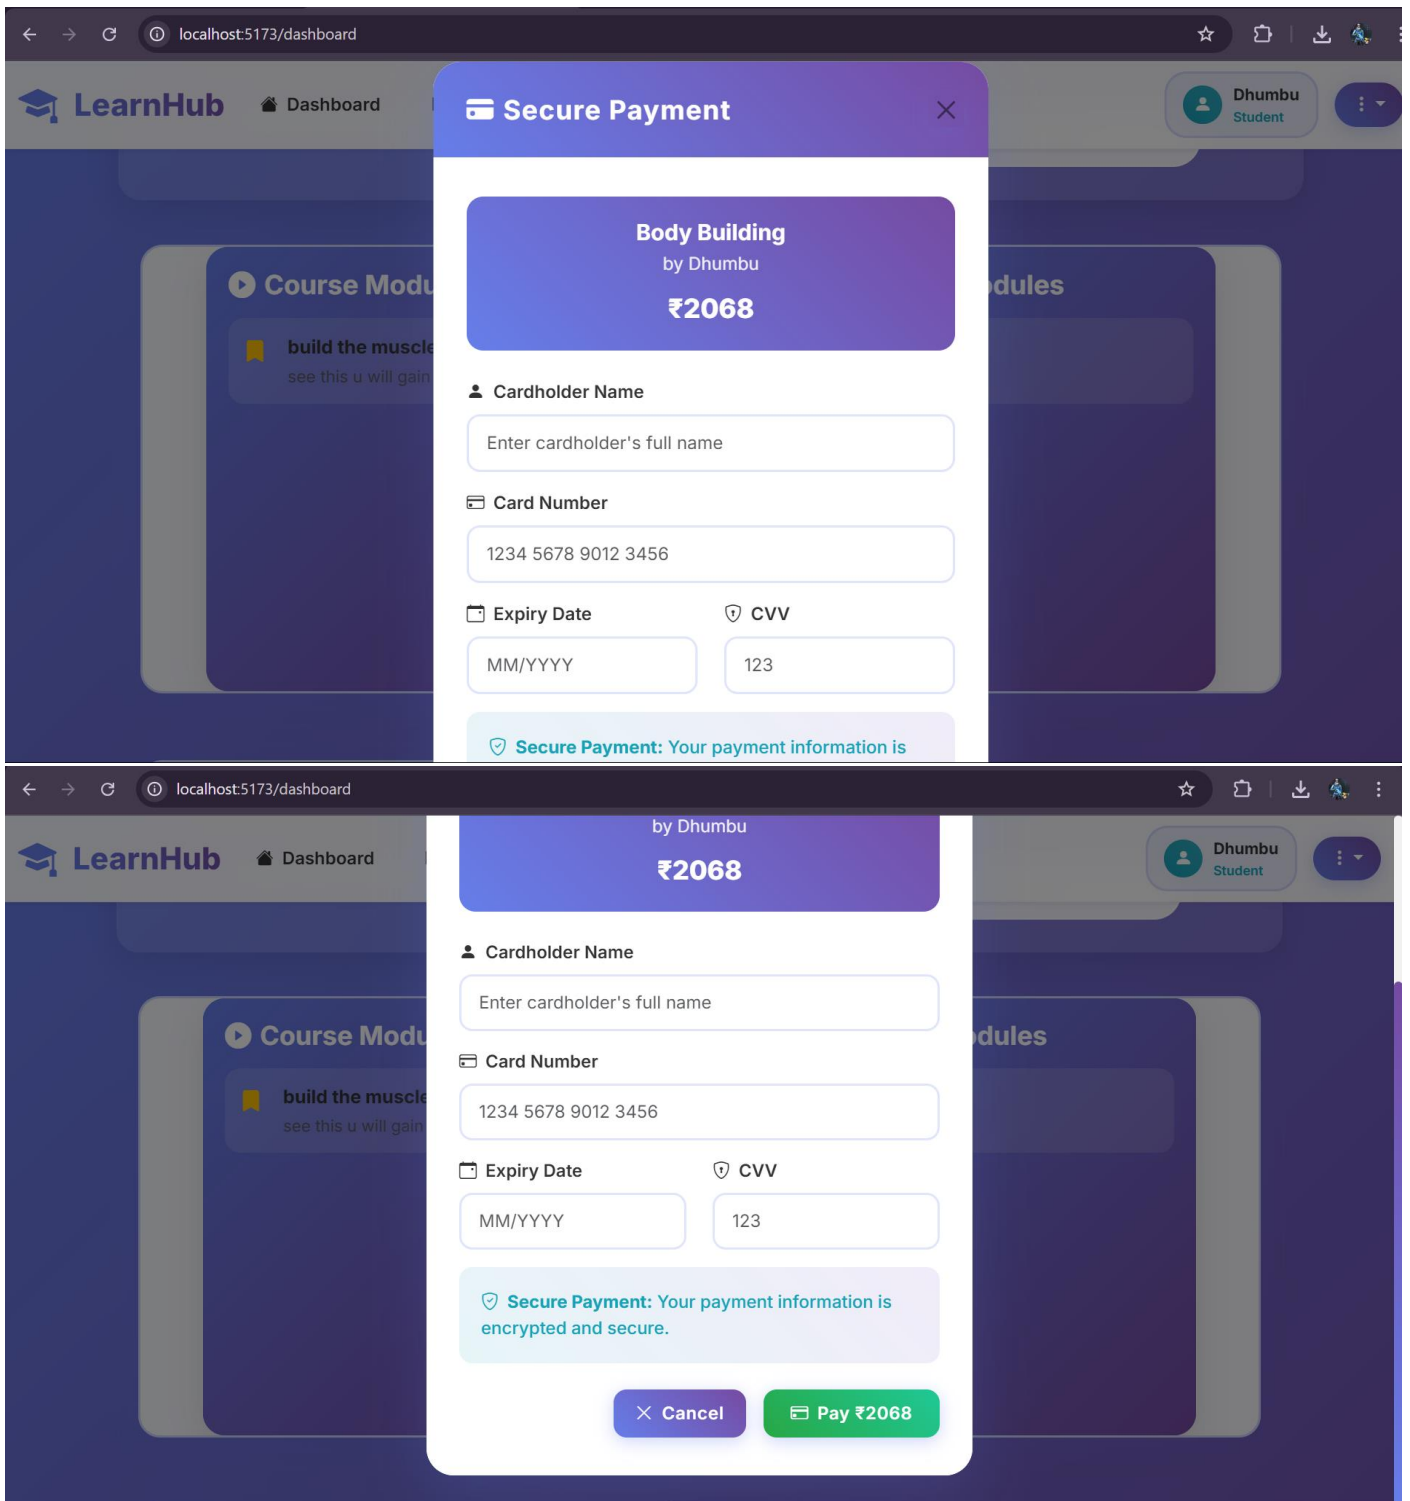 localhost:5173/dashboard
LearnHub
Dashboard
Secure Payment
Dhumbu
Student
Body Building
by Dhumbu
₹2068
Course Modu
dules
build the muscle
see this u will gain
Cardholder Name
Enter cardholder's full name
Card Number
1234 5678 9012 3456
Expiry Date
CVV
MM/YYYY
123
Secure Payment: Your payment information is
localhost:5173/dashboard
LearnHub
Dashboard
Dhumbu
Student
by Dhumbu
₹2068
Cardholder Name
Enter cardholder's full name
Course Modu
dules
Card Number
build the muscle
see this u will gain
1234 5678 9012 3456
Expiry Date
CVV
MM/YYYY
123
Secure Payment: Your payment information is
encrypted and secure.
Cancel
Pay ₹2068